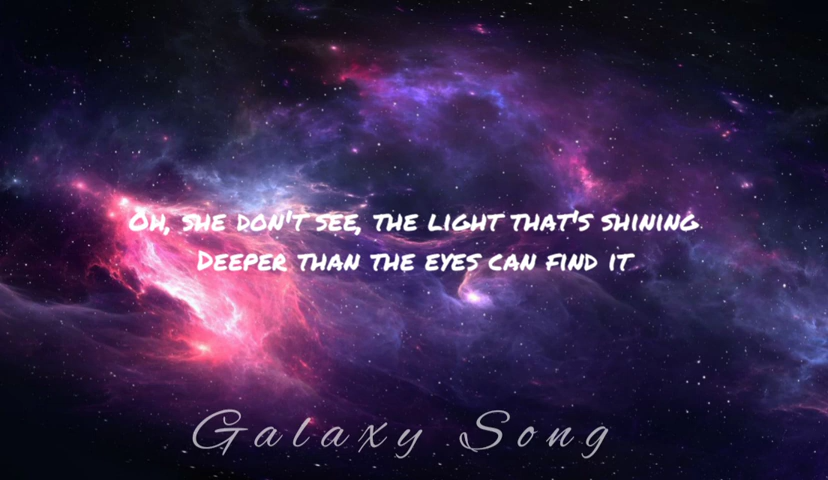 Oh, she don't see, the light that's shining
Deeper than the eyes can find it
Galaxy Song